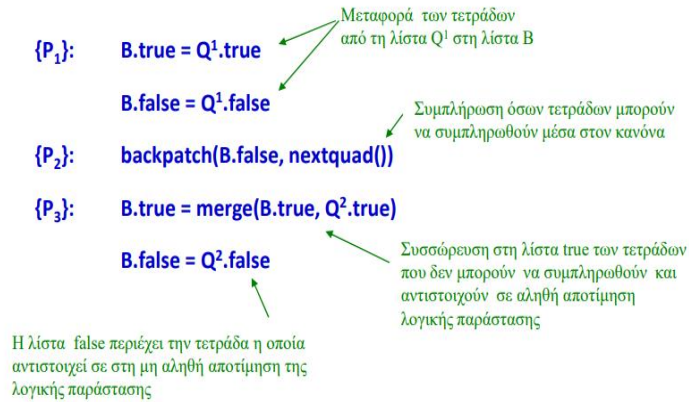 Μεταφορά των τετράδων
από τη λίστα Q¹ στη λίστα B
{P₁}: B.true = Q¹.true
B.false = Q¹.false
Συμπλήρωση όσων τετράδων μπορούν
να συμπληρωθούν μέσα στον κανόνα
{P₂}: backpatch(B.false, nextquad())
{P₃}: B.true = merge(B.true, Q².true)
B.false = Q².false
Συσσώρευση στη λίστα true των τετράδων
που δεν μπορούν να συμπληρωθούν και
αντιστοιχούν σε αληθή αποτίμηση
λογικής παράστασης
Η λίστα false περιέχει την τετράδα η οποία
αντιστοιχεί σε στη μη αληθή αποτίμηση της
λογικής παράστασης